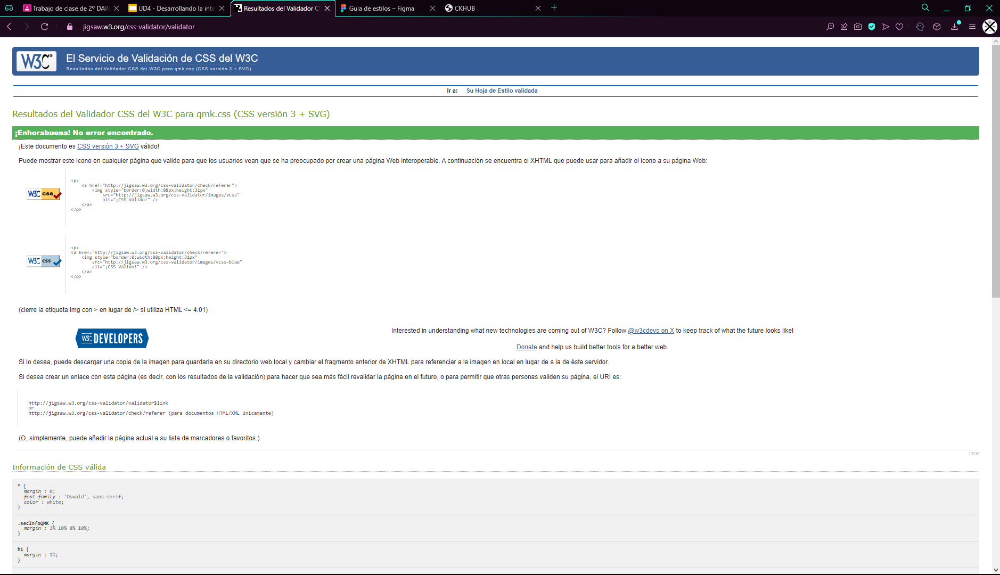 Trabajo de clase de 2º DAW
UD4 - Desarrollando la inte
Resultados del Validador CS
Guia de estilos – Figma
CKHUB
jigsaw.w3.org/css-validator/validator
W3C®
El Servicio de Validación de CSS del W3C
Resultados del Validador CSS del W3C para qmk.css (CSS versión 3 + SVG)
Ir a: Su Hoja de Estilo validada
Resultados del Validador CSS del W3C para qmk.css (CSS versión 3 + SVG)
¡Enhorabuena! No error encontrado.
¡Este documento es CSS versión 3 + SVG válido!
Puede mostrar este icono en cualquier página que valide para que los usuarios vean que se ha preocupado por crear una página Web interoperable. A continuación se encuentra el XHTML que puede usar para añadir el icono a su página Web:
W3C css
<p>
<a href="http://jigsaw.w3.org/css-validator/check/referer">
<img style="border:0;width:88px;height:31px"
src="http://jigsaw.w3.org/css-validator/images/vcss"
alt="¡CSS Válido!" />
</a>
</p>
W3C css
<p>
<a href="http://jigsaw.w3.org/css-validator/check/referer">
<img style="border:0;width:88px;height:31px"
src="http://jigsaw.w3.org/css-validator/images/vcss-blue"
alt="¡CSS Válido!" />
</a>
</p>
(cierre la etiqueta img con > en lugar de /> si utiliza HTML <= 4.01)
W3C DEVELOPERS
Interested in understanding what new technologies are coming out of W3C? Follow @w3cdevs on X to keep track of what the future looks like!
Donate and help us build better tools for a better web.
Si lo desea, puede descargar una copia de la imagen para guardarla en su directorio web local y cambiar el fragmento anterior de XHTML para referenciar a la imagen en local en lugar de a la de éste servidor.
Si desea crear un enlace con esta página (es decir, con los resultados de la validación) para hacer que sea más fácil revalidar la página en el futuro, o para permitir que otras personas validen su página, el URI es:
http://jigsaw.w3.org/css-validator/validator$link
or
http://jigsaw.w3.org/css-validator/check/referer (para documentos HTML/XML únicamente)
(O, simplemente, puede añadir la página actual a su lista de marcadores o favoritos.)
↑ TOP
Información de CSS válida
* {
margin : 0;
font-family : 'Oswald', sans-serif;
color : white;
}
.secInfoQMK {
margin : 3% 10% 8% 10%;
}
h1 {
margin : 1%;
}